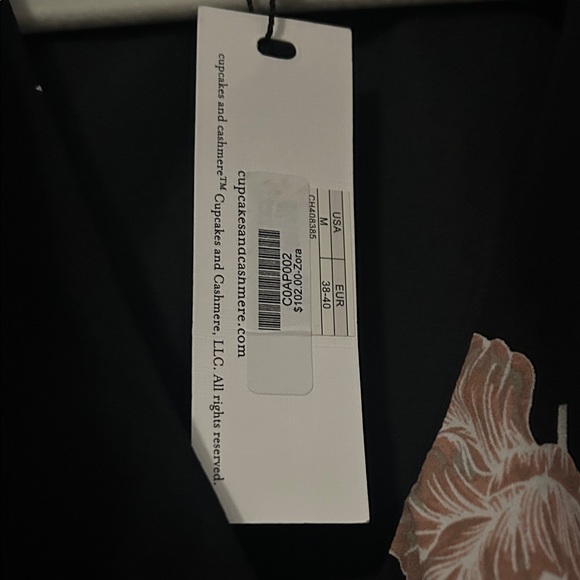 USA EUR
M 38-40
CH408385
$102.00-Zora
C0AP002
cupcakesandcashmere.com
cupcakes and cashmere™ Cupcakes and Cashmere, LLC. All rights reserved.